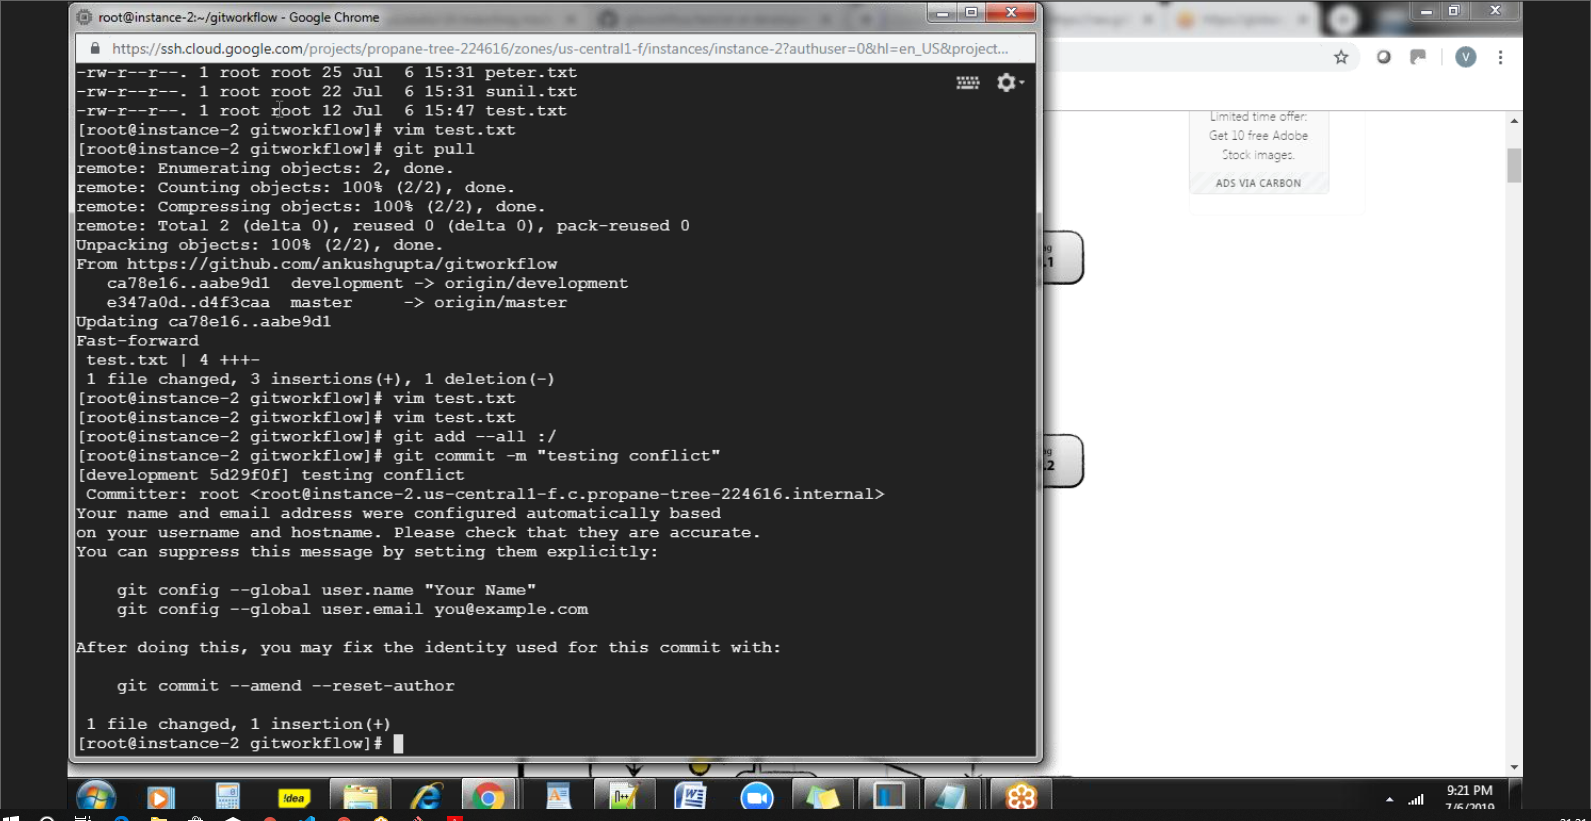 root@instance-2:~/gitworkflow - Google Chrome
https://ssh.cloud.google.com/projects/propane-tree-224616/zones/us-central1-f/instances/instance-2?authuser=0&hl=en_US&project...
-rw-r--r--. 1 root root 25 Jul  6 15:31 peter.txt
-rw-r--r--. 1 root root 22 Jul  6 15:31 sunil.txt
-rw-r--r--. 1 root root 12 Jul  6 15:47 test.txt
[root@instance-2 gitworkflow]# vim test.txt
[root@instance-2 gitworkflow]# git pull
remote: Enumerating objects: 2, done.
remote: Counting objects: 100% (2/2), done.
remote: Compressing objects: 100% (2/2), done.
remote: Total 2 (delta 0), reused 0 (delta 0), pack-reused 0
Unpacking objects: 100% (2/2), done.
From https://github.com/ankushgupta/gitworkflow
   ca78e16..aabe9d1  development -> origin/development
   e347a0d..d4f3caa  master     -> origin/master
Updating ca78e16..aabe9d1
Fast-forward
 test.txt | 4 +++-
 1 file changed, 3 insertions(+), 1 deletion(-)
[root@instance-2 gitworkflow]# vim test.txt
[root@instance-2 gitworkflow]# vim test.txt
[root@instance-2 gitworkflow]# git add --all :/
[root@instance-2 gitworkflow]# git commit -m "testing conflict"
[development 5d29f0f] testing conflict
 Committer: root <root@instance-2.us-central1-f.c.propane-tree-224616.internal>
Your name and email address were configured automatically based
on your username and hostname. Please check that they are accurate.
You can suppress this message by setting them explicitly:
    git config --global user.name "Your Name"
    git config --global user.email you@example.com
After doing this, you may fix the identity used for this commit with:
    git commit --amend --reset-author
 1 file changed, 1 insertion(+)
[root@instance-2 gitworkflow]#
V
Limited time offer:
Get 10 free Adobe
Stock images.
ADS VIA CARBON
.1
.2
!dea
9:21 PM
7/6/2019